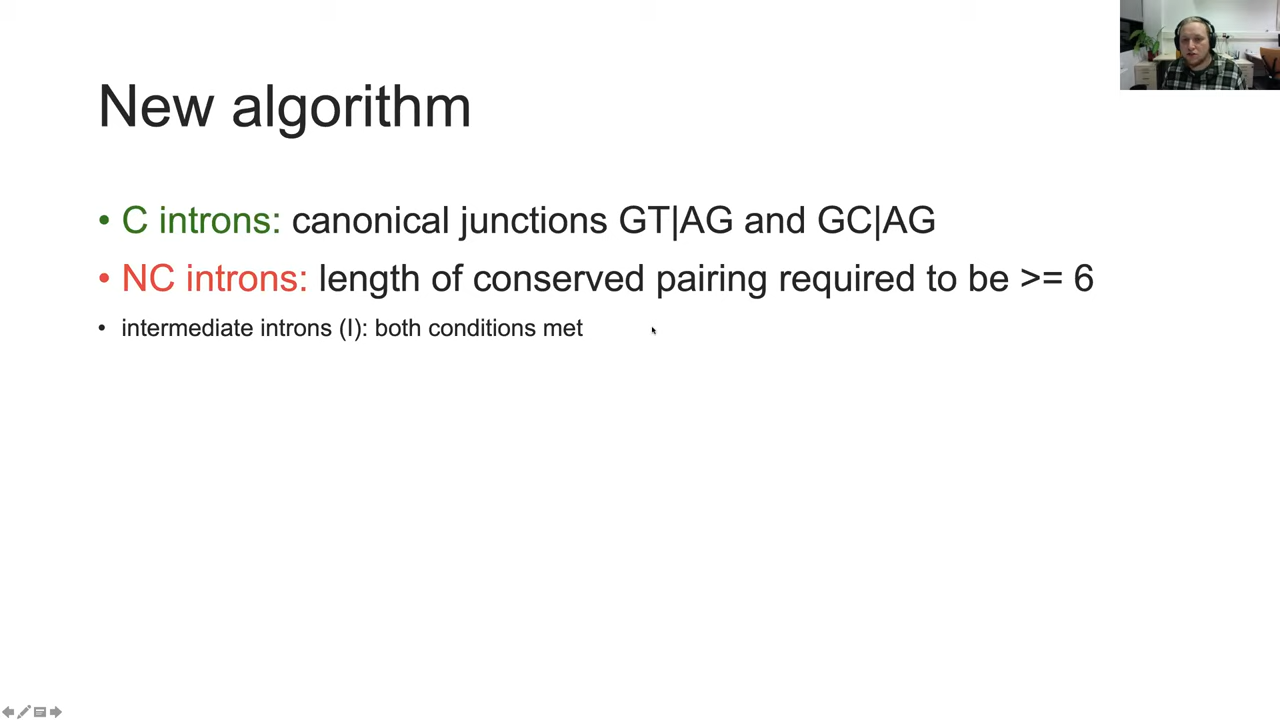 New algorithm
• C introns: canonical junctions GT|AG and GC|AG
• NC introns: length of conserved pairing required to be >= 6
• intermediate introns (I): both conditions met